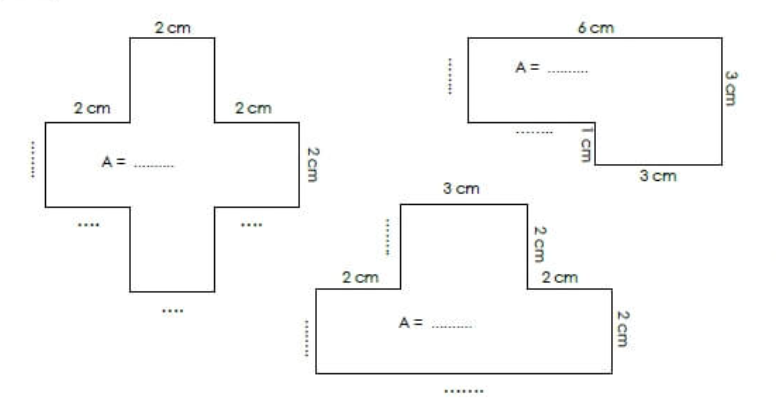 2 cm
2 cm
2 cm
........
A = ..........
2 cm
....
....
....
6 cm
........
A = ..........
3 cm
........
1 cm
3 cm
3 cm
........
2 cm
2 cm
2 cm
........
A = ..........
2 cm
.......